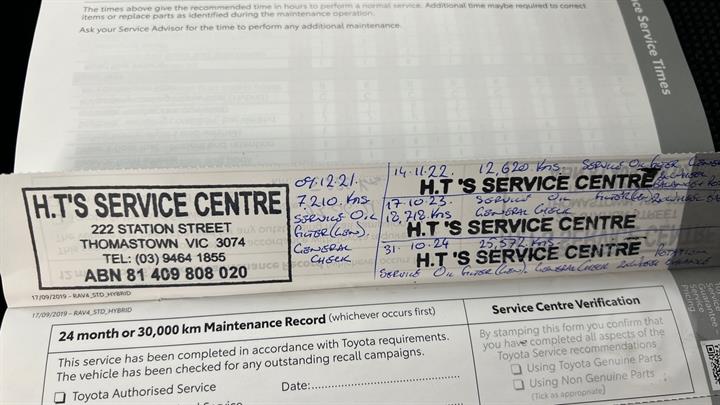 The times above give the recommended time in hours to perform a normal service. Additional time maybe required to correct
items or replace parts as identified during the maintenance operation.
Ask your Service Advisor for the time to perform any additional maintenance.
ce Service Times
H.T'S SERVICE CENTRE
222 STATION STREET
THOMASTOWN VIC 3074
TEL: (03) 9464 1855
ABN 81 409 808 020
09.12.21.
7,210. Kms
SERVICE OIL
FILTER (GEN)
GENERAL
CHECK
14.11.22. 12,620 Kms. SERVICE OIL FILTER GENERAL
H.T 'S SERVICE CENTRE
17.10.23. SERVICE OIL FILTER (GEN)
18,718 Kms GENERAL CHECK
H.T 'S SERVICE CENTRE
31.10.24 25,572 Kms
H.T 'S SERVICE CENTRE
SERVICE OIL FILTER (GEN). GENERAL CHECK
17/09/2019 - RAV4_STD_HYBRID
17/09/2019 - RAV4_STD_HYBRID
24 month or 30,000 km Maintenance Record (whichever occurs first)
This service has been completed in accordance with Toyota requirements.
The vehicle has been checked for any outstanding recall campaigns.
Toyota Authorised Service
Date:
Service Centre Verification
By stamping this form you confirm that
you have completed all aspects of the
Toyota Service recommendations
Using Toyota Genuine Parts
Using Non Genuine Parts
(Tick as appropriate)